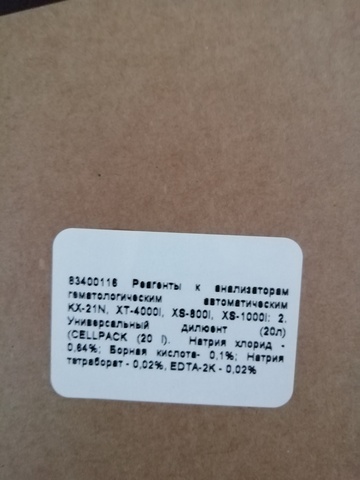 83400116 Реагенты к анализаторам
гематологическим автоматическим
KX-21N, XT-4000I, XS-800I, XS-1000I: 2.
Универсальный дилюент (20л)
(CELLPACK (20 l). Натрия хлорид -
0,64%; Борная кислота- 0,1%; Натрия
тетраборат - 0,02%, EDTA-2K - 0,02%